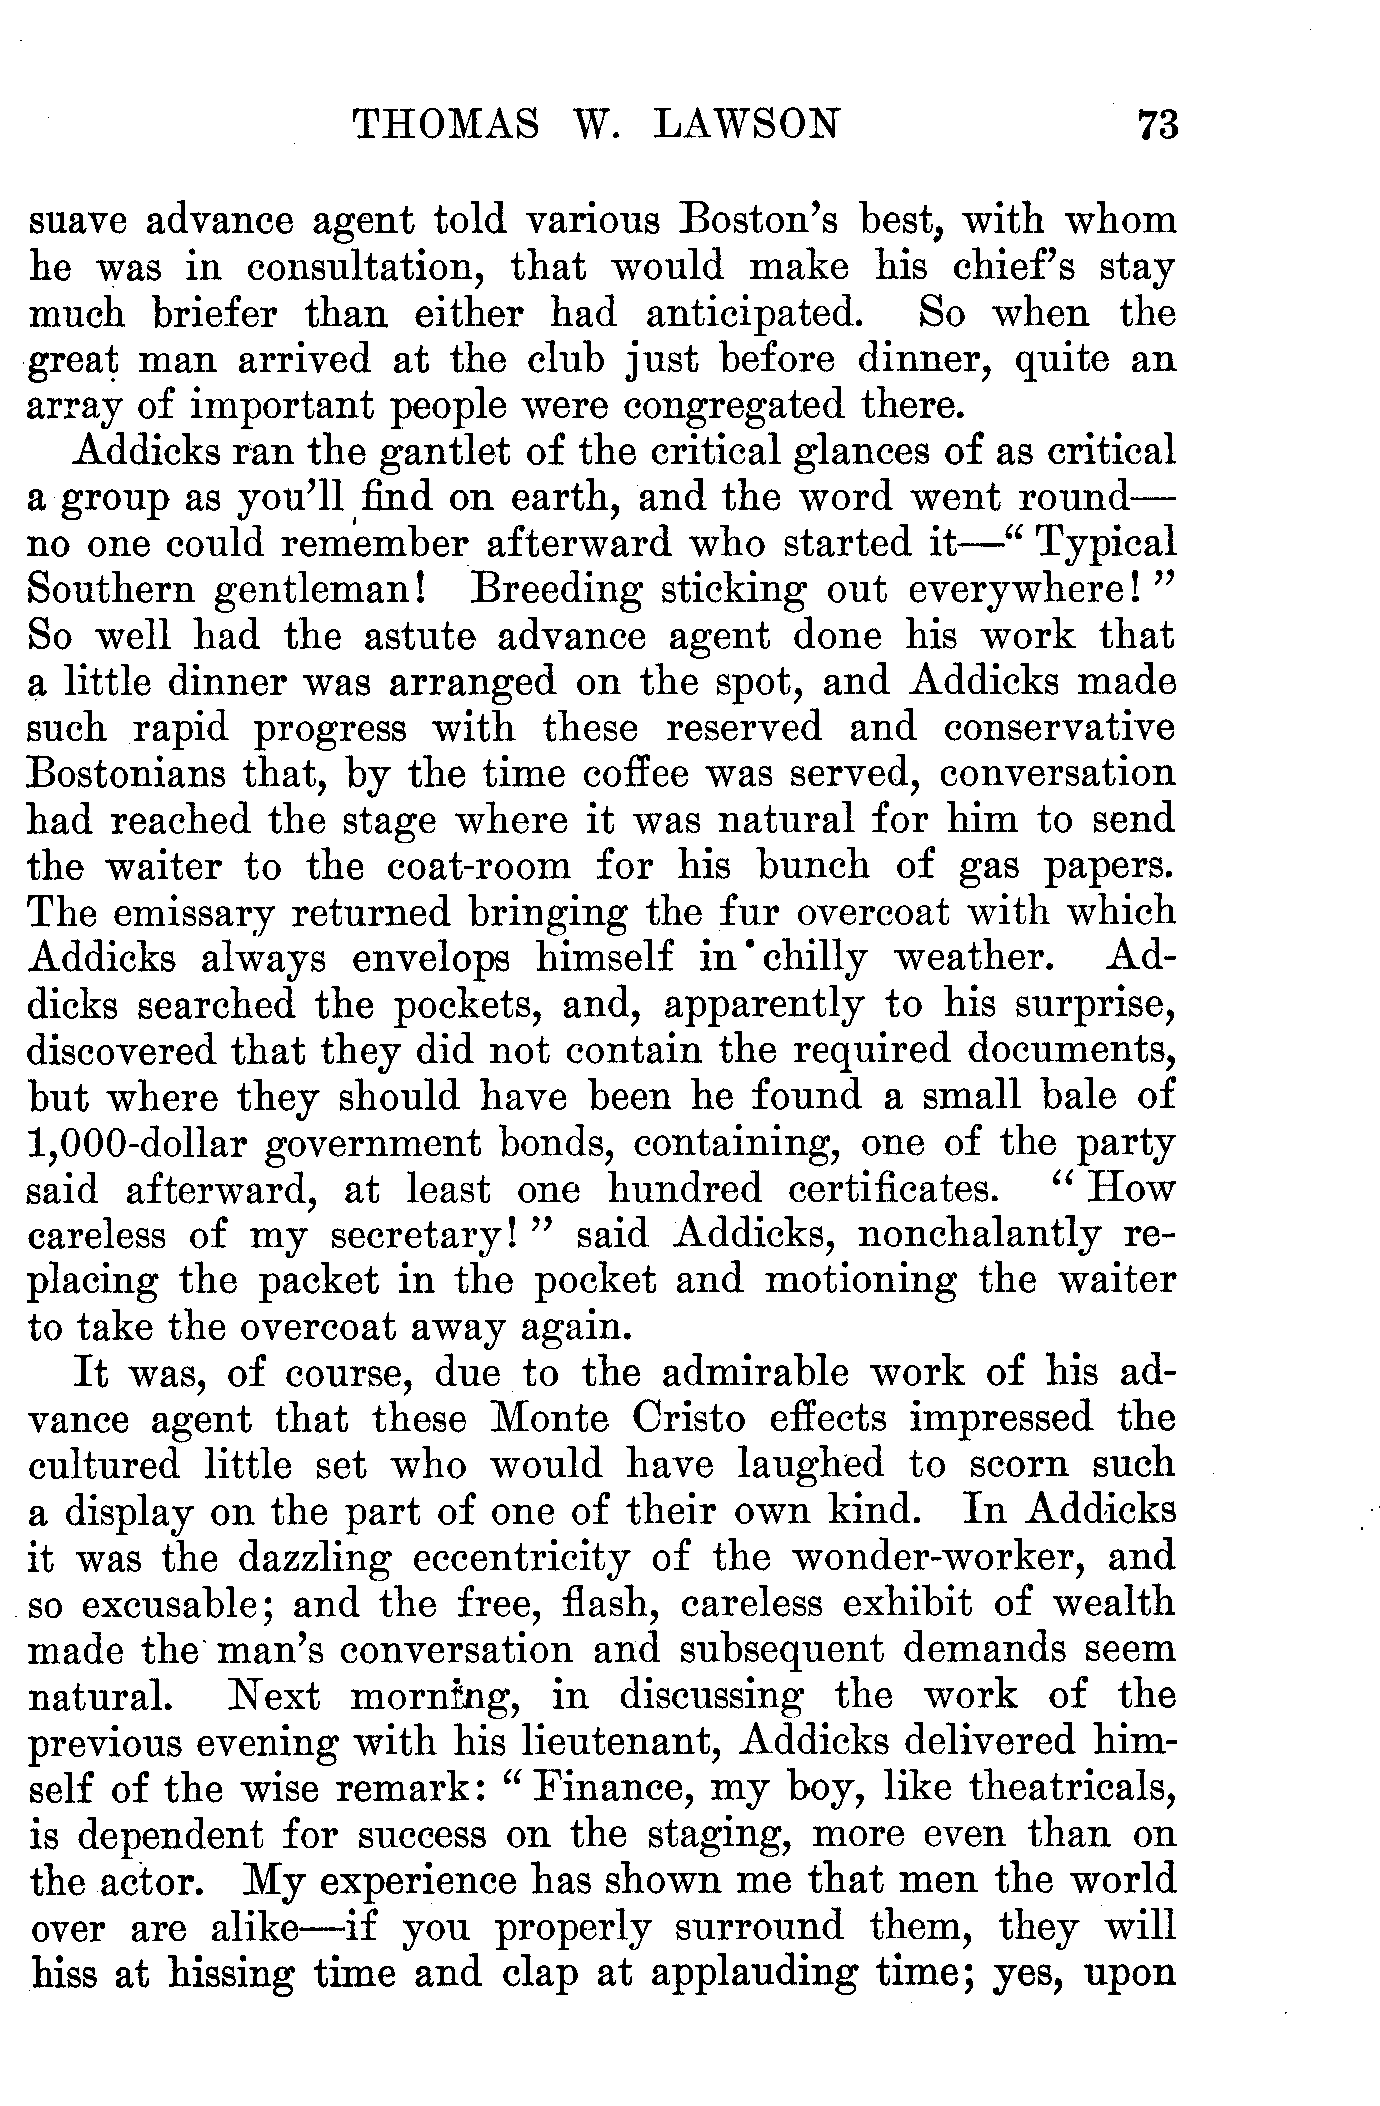 THOMAS W. LAWSON 73
suave advance agent told various Boston's best, with whom
he was in consultation, that would make his chief's stay
much briefer than either had anticipated. So when the
great man arrived at the club just before dinner, quite an
array of important people were congregated there.
Addicks ran the gantlet of the critical glances of as critical
a group as you'll find on earth, and the word went round—
no one could remember afterward who started it—“ Typical
Southern gentleman! Breeding sticking out everywhere! ”
So well had the astute advance agent done his work that
a little dinner was arranged on the spot, and Addicks made
such rapid progress with these reserved and conservative
Bostonians that, by the time coffee was served, conversation
had reached the stage where it was natural for him to send
the waiter to the coat-room for his bunch of gas papers.
The emissary returned bringing the fur overcoat with which
Addicks always envelops himself in chilly weather. Ad-
dicks searched the pockets, and, apparently to his surprise,
discovered that they did not contain the required documents,
but where they should have been he found a small bale of
1,000-dollar government bonds, containing, one of the party
said afterward, at least one hundred certificates. “ How
careless of my secretary! ” said Addicks, nonchalantly re-
placing the packet in the pocket and motioning the waiter
to take the overcoat away again.
It was, of course, due to the admirable work of his ad-
vance agent that these Monte Cristo effects impressed the
cultured little set who would have laughed to scorn such
a display on the part of one of their own kind. In Addicks
it was the dazzling eccentricity of the wonder-worker, and
so excusable; and the free, flash, careless exhibit of wealth
made the man's conversation and subsequent demands seem
natural. Next morning, in discussing the work of the
previous evening with his lieutenant, Addicks delivered him-
self of the wise remark: “ Finance, my boy, like theatricals,
is dependent for success on the staging, more even than on
the actor. My experience has shown me that men the world
over are alike—if you properly surround them, they will
hiss at hissing time and clap at applauding time; yes, upon